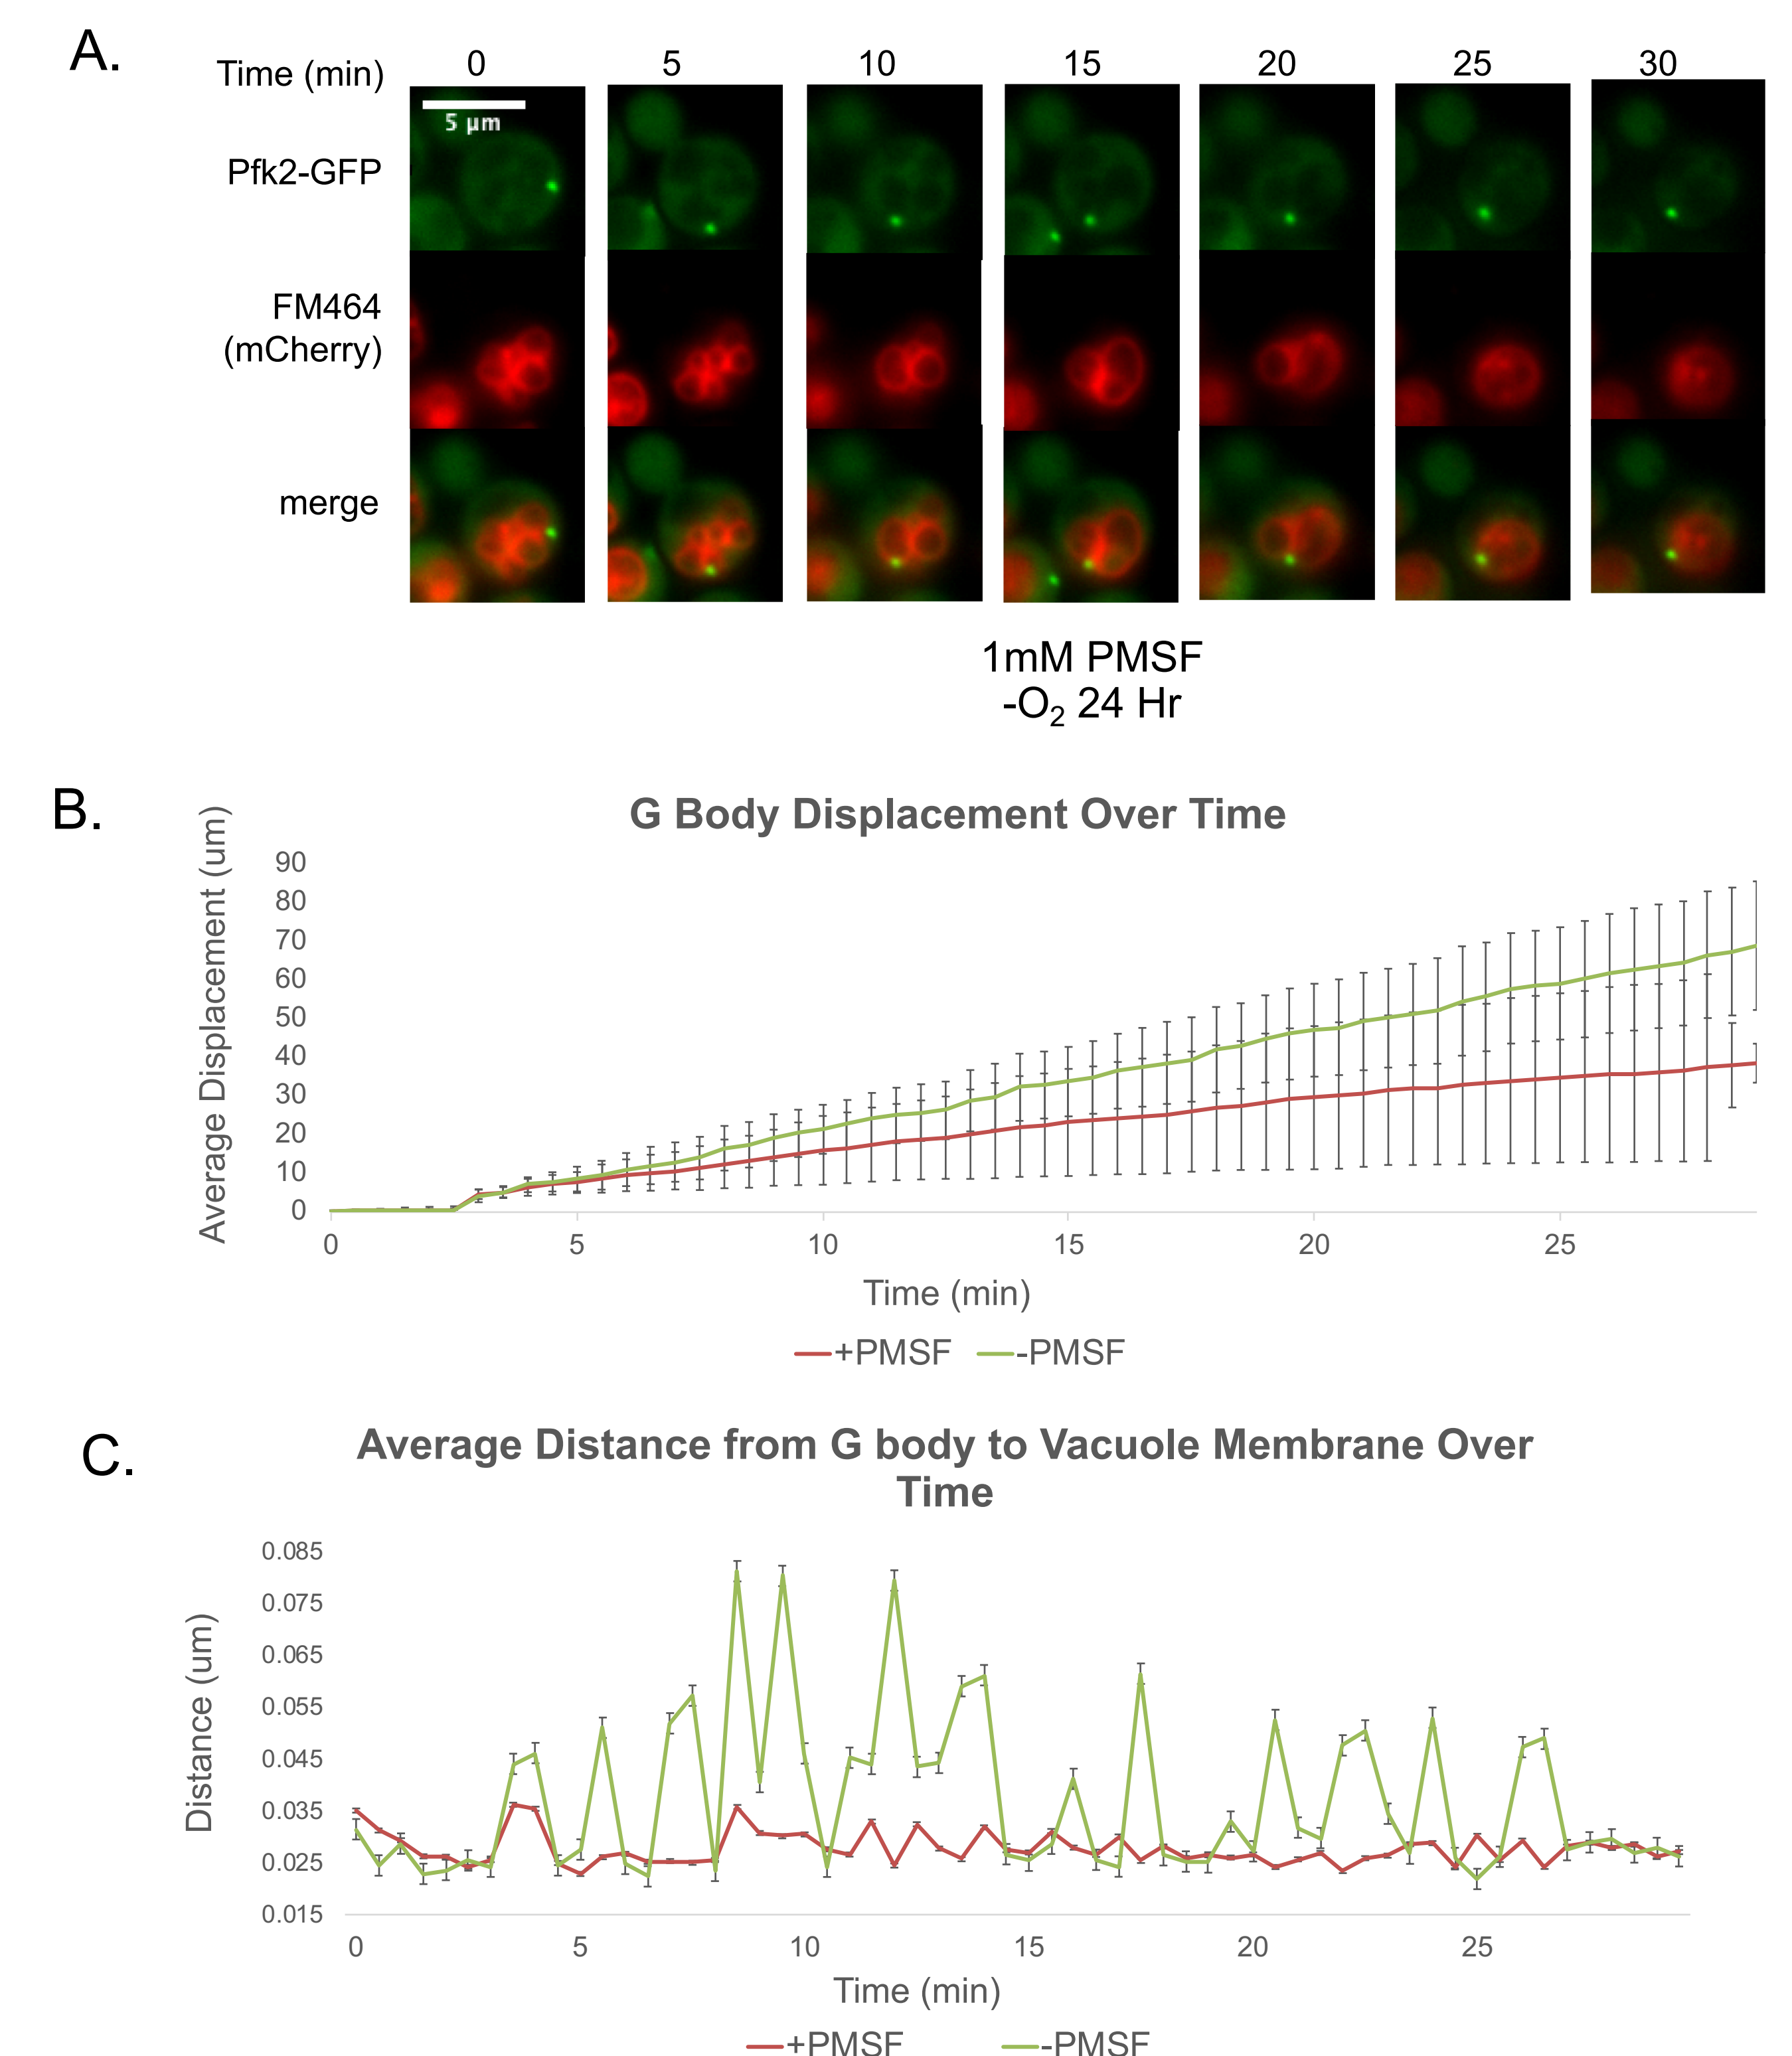 A.
Time (min) 0 5 10 15 20 25 30
5 µm
Pfk2-GFP
FM464
(mCherry)
merge
1mM PMSF
-O₂ 24 Hr
B.
G Body Displacement Over Time
Average Displacement (um)
90
80
70
60
50
40
30
20
10
0
0 5 10 15 20 25
Time (min)
+PMSF -PMSF
C.
Average Distance from G body to Vacuole Membrane Over
Time
Distance (um)
0.085
0.075
0.065
0.055
0.045
0.035
0.025
0.015
0 5 10 15 20 25
Time (min)
+PMSF -PMSF